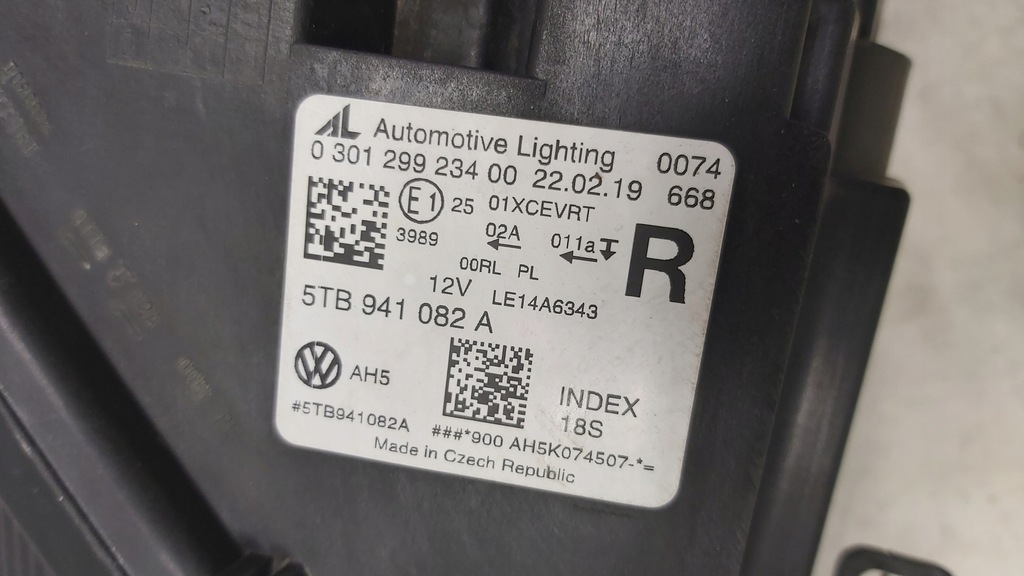 AL Automotive Lighting 0074
0 301 299 234 00 22.02.19 668
E1 25 01XCEVRT
3989 02A 011a R
00RL PL
12V LE14A6343
5TB 941 082 A
VW AH5 INDEX
18S
#5TB941082A ###*900 AH5K074507-*=
Made in Czech Republic